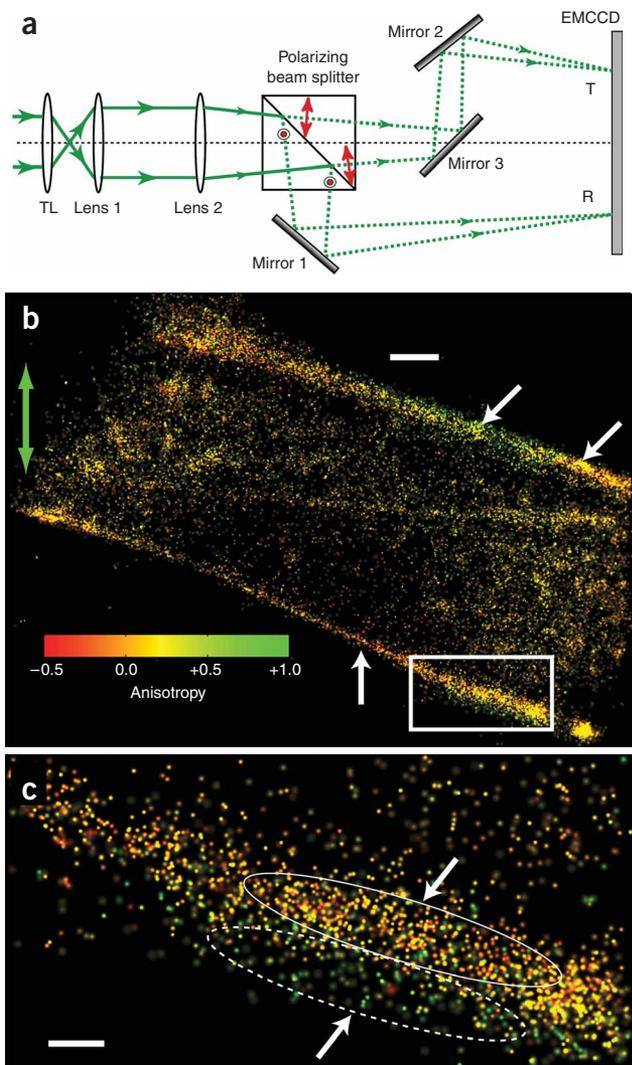 a
Mirror 2
EMCCD
Polarizing
beam splitter
T
Mirror 3
R
TL
Lens 1
Lens 2
Mirror 1
b
–0.5
0.0
+0.5
+1.0
Anisotropy
c